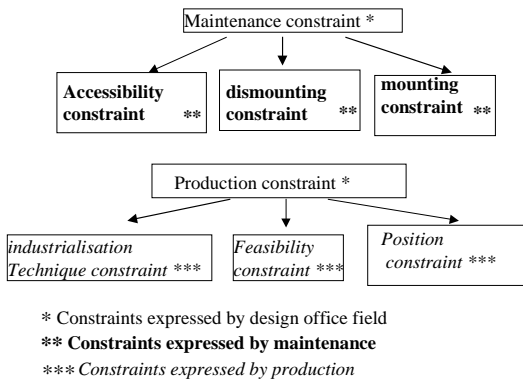 Maintenance constraint *
Accessibility
constraint **
dismounting
constraint **
mounting
constraint **
Production constraint *
industrialisation
Technique constraint ***
Feasibility
constraint ***
Position
constraint ***
* Constraints expressed by design office field
** Constraints expressed by maintenance
*** Constraints expressed by production